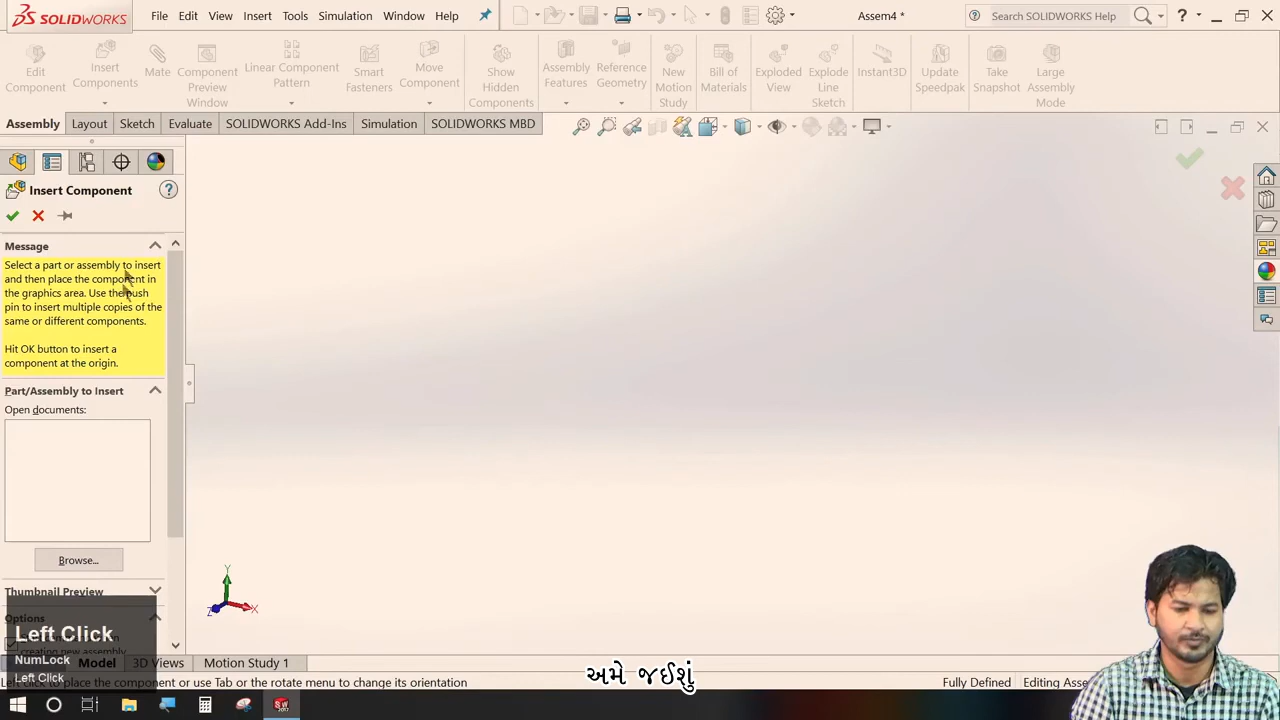 SOLIDWORKS
File Edit View Insert Tools Simulation Window Help
Assem4 *
Search SOLIDWORKS Help
Edit Component
Insert Components
Mate
Component Preview Window
Linear Component Pattern
Smart Fasteners
Move Component
Show Hidden Components
Assembly Features
Reference Geometry
New Motion Study
Bill of Materials
Exploded View
Explode Line Sketch
Instant3D
Update Speedpak
Take Snapshot
Large Assembly Mode
Assembly Layout Sketch Evaluate SOLIDWORKS Add-Ins Simulation SOLIDWORKS MBD
Insert Component
Message
Select a part or assembly to insert
and then place the component in
the graphics area. Use the push
pin to insert multiple copies of the
same or different components.
Hit OK button to insert a
component at the origin.
Part/Assembly to Insert
Open documents:
Browse...
Thumbnail Preview
Options
creating new assembly
Left Click
NumLock
Left Click
Y
Z
X
Model 3D Views Motion Study 1
અમે જઈશું
Left click to place the component or use Tab or the rotate menu to change its orientation
Fully Defined
Editing Asse